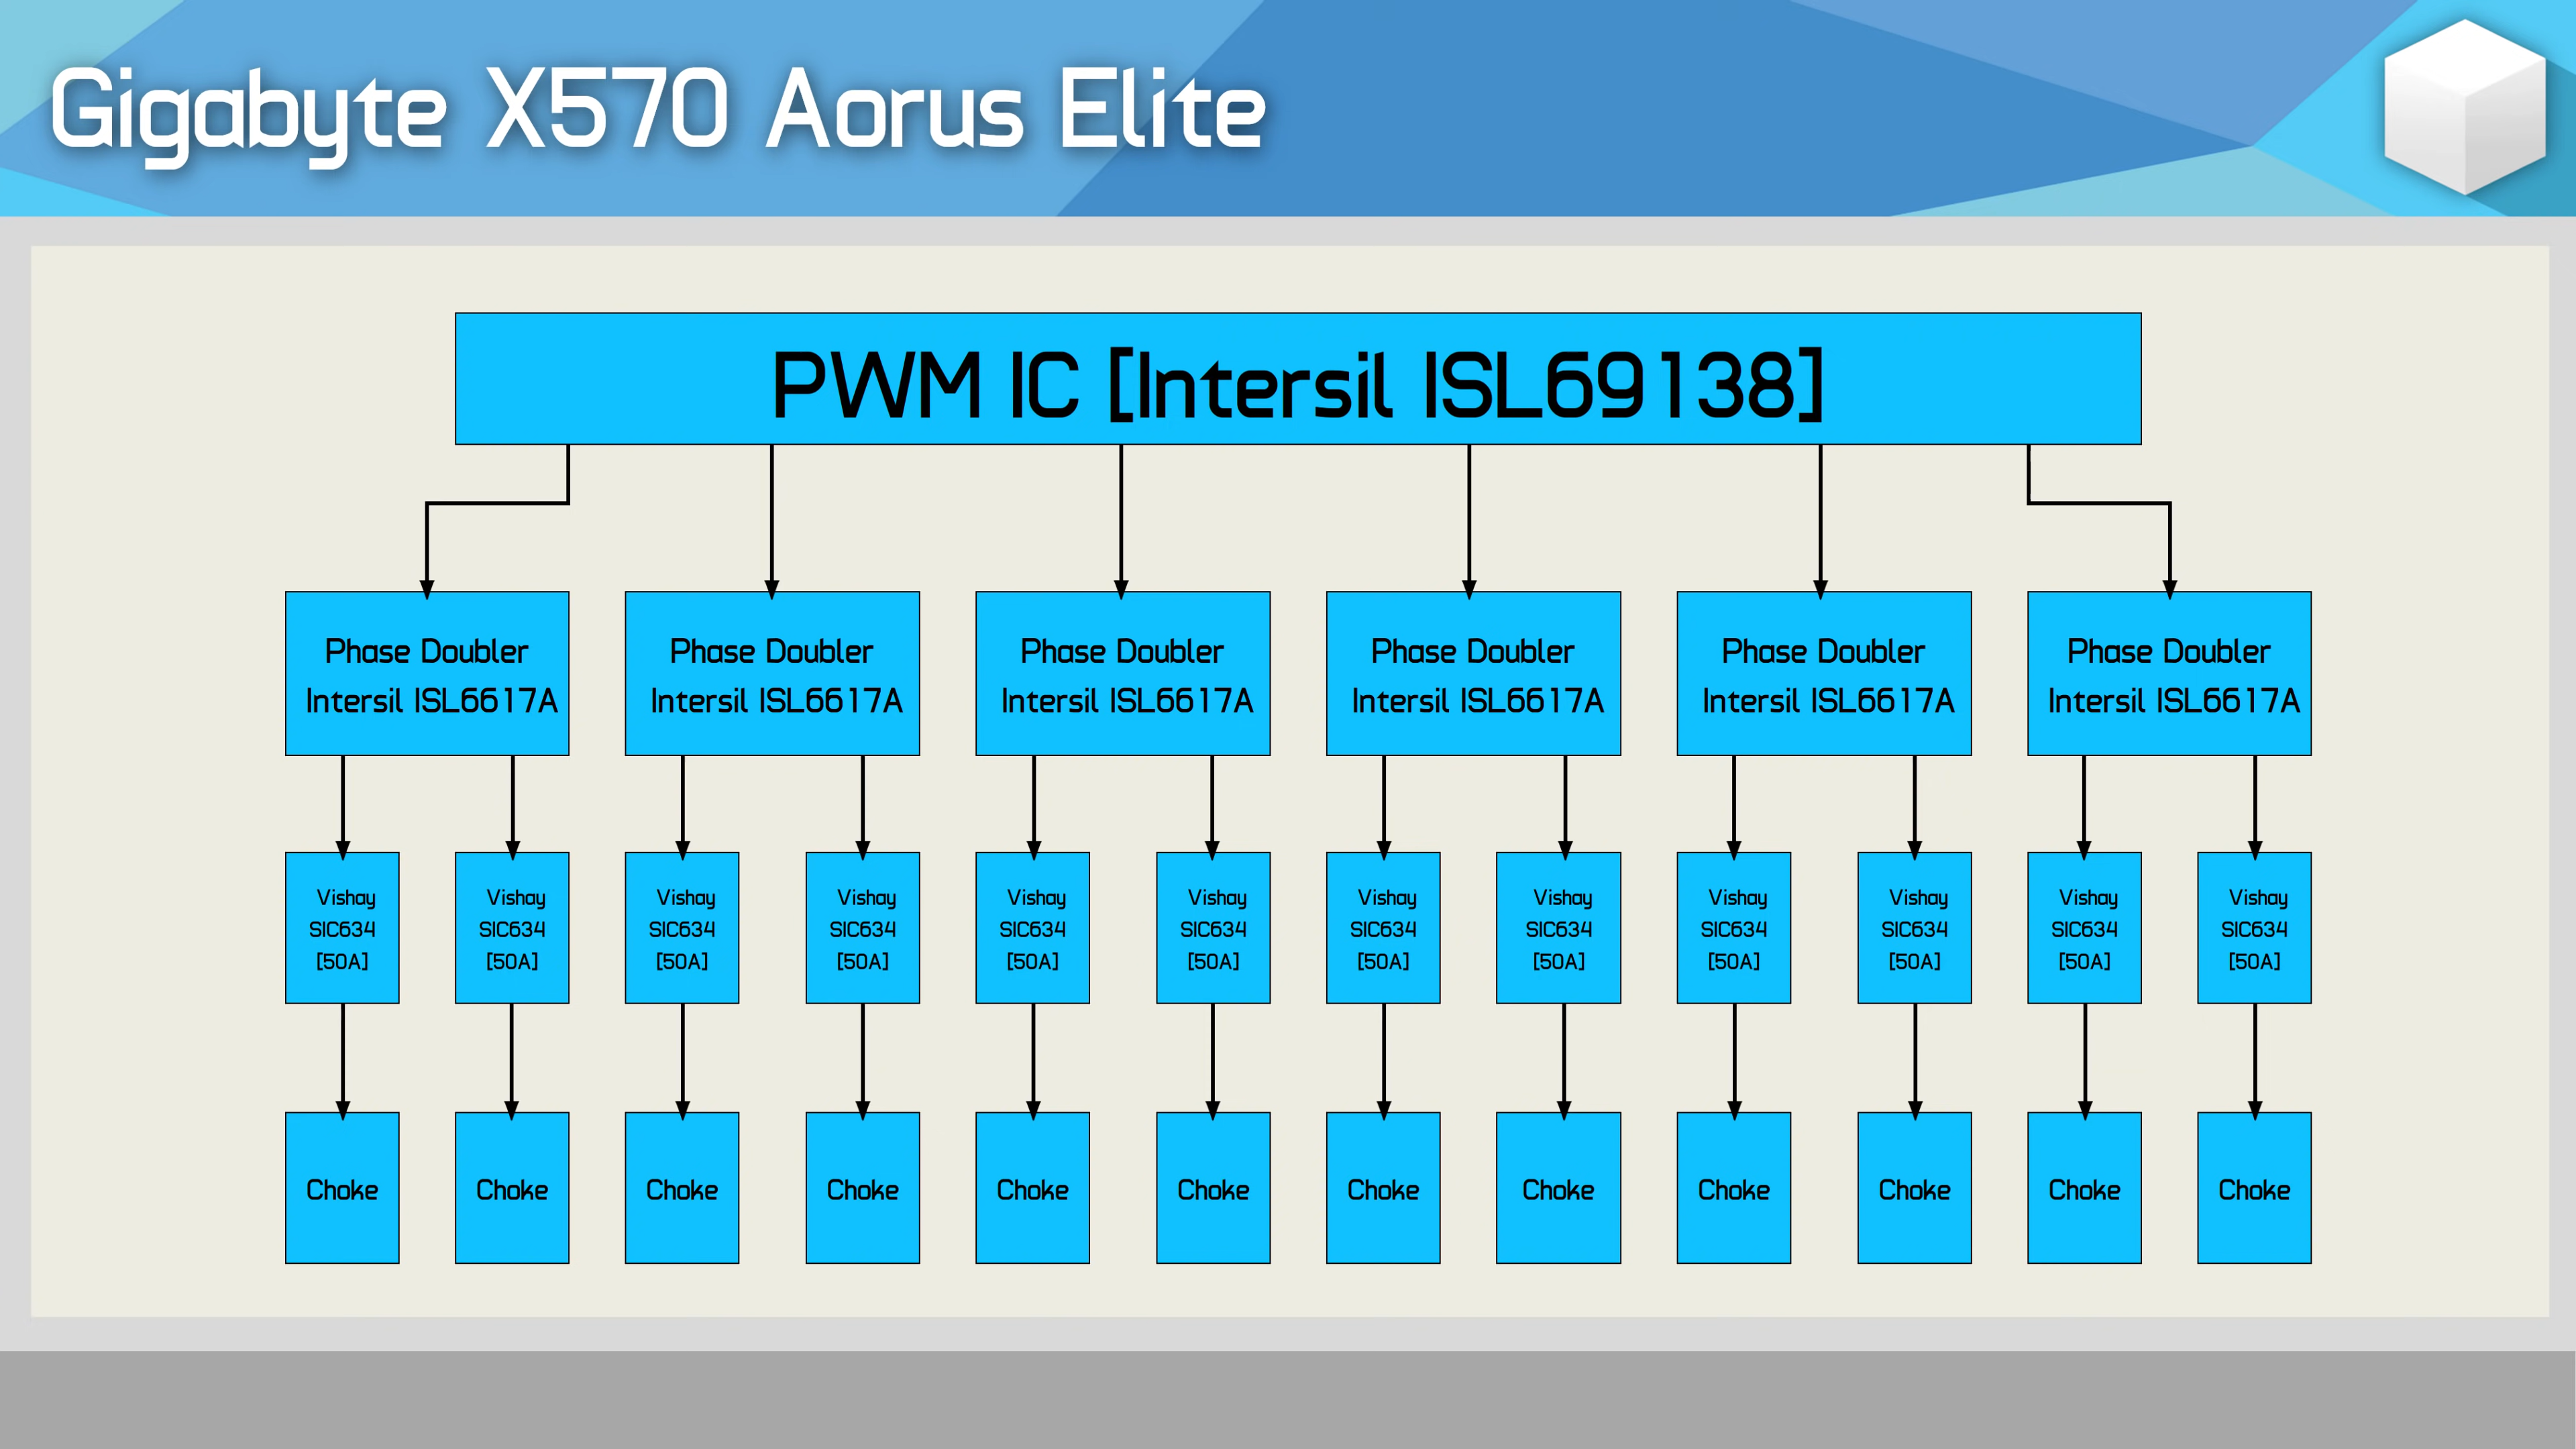 Gigabyte X570 Aorus Elite
PWM IC [Intersil ISL69138]
Phase Doubler
Intersil ISL6617A
Phase Doubler
Intersil ISL6617A
Phase Doubler
Intersil ISL6617A
Phase Doubler
Intersil ISL6617A
Phase Doubler
Intersil ISL6617A
Phase Doubler
Intersil ISL6617A
Vishay
SIC634
[50A]
Vishay
SIC634
[50A]
Vishay
SIC634
[50A]
Vishay
SIC634
[50A]
Vishay
SIC634
[50A]
Vishay
SIC634
[50A]
Vishay
SIC634
[50A]
Vishay
SIC634
[50A]
Vishay
SIC634
[50A]
Vishay
SIC634
[50A]
Vishay
SIC634
[50A]
Vishay
SIC634
[50A]
Choke
Choke
Choke
Choke
Choke
Choke
Choke
Choke
Choke
Choke
Choke
Choke